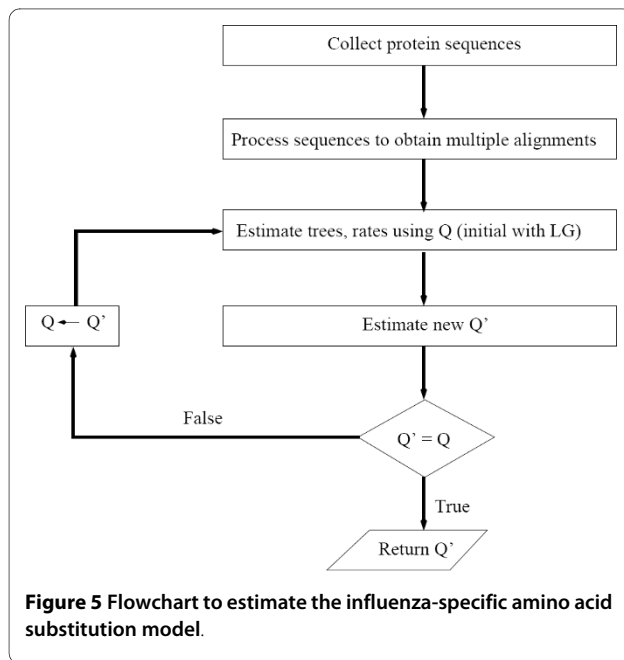 Collect protein sequences
Process sequences to obtain multiple alignments
Estimate trees, rates using Q (initial with LG)
Q ← Q’
Estimate new Q’
False
Q’ = Q
True
Return Q’
Figure 5 Flowchart to estimate the influenza-specific amino acid
substitution model.